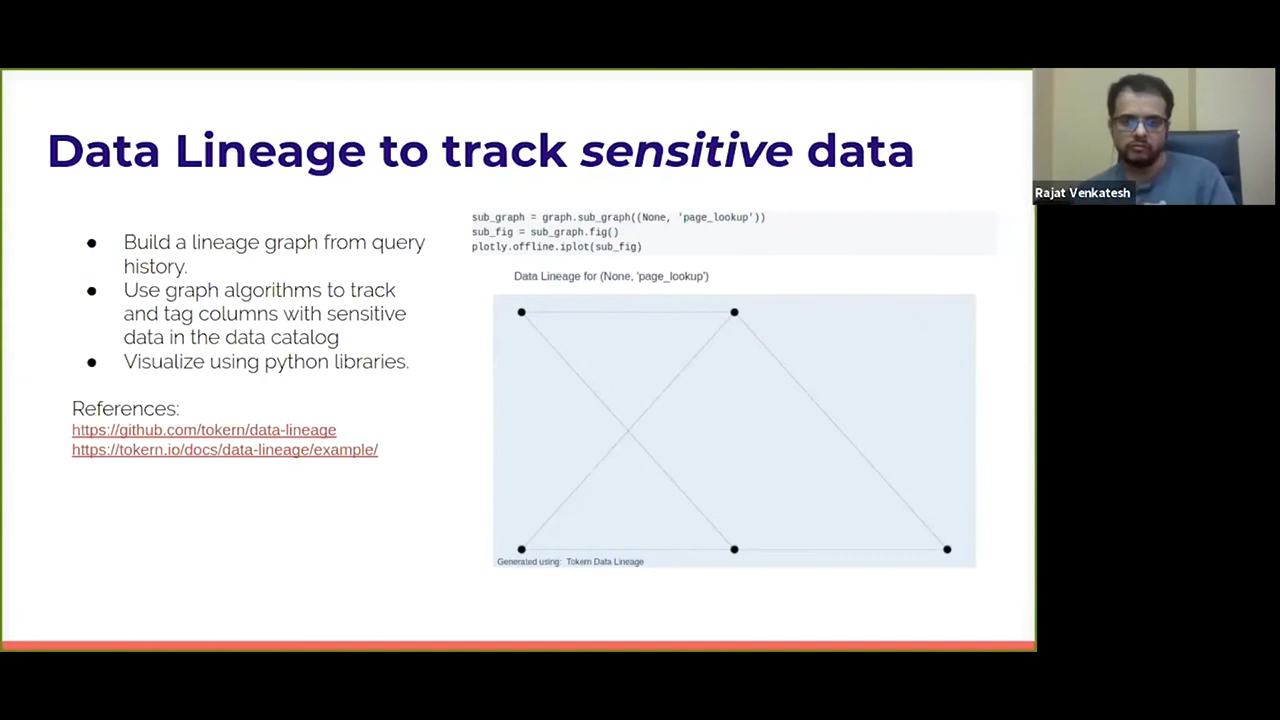 Data Lineage to track sensitive data
Rajat Venkatesh
● Build a lineage graph from query
history.
● Use graph algorithms to track
and tag columns with sensitive
data in the data catalog
● Visualize using python libraries.
References:
https://github.com/tokern/data-lineage
https://tokern.io/docs/data-lineage/example/
sub_graph = graph.sub_graph((None, 'page_lookup'))
sub_fig = sub_graph.fig()
plotly.offline.iplot(sub_fig)
Data Lineage for (None, 'page_lookup')
Generated using: Tokern Data Lineage